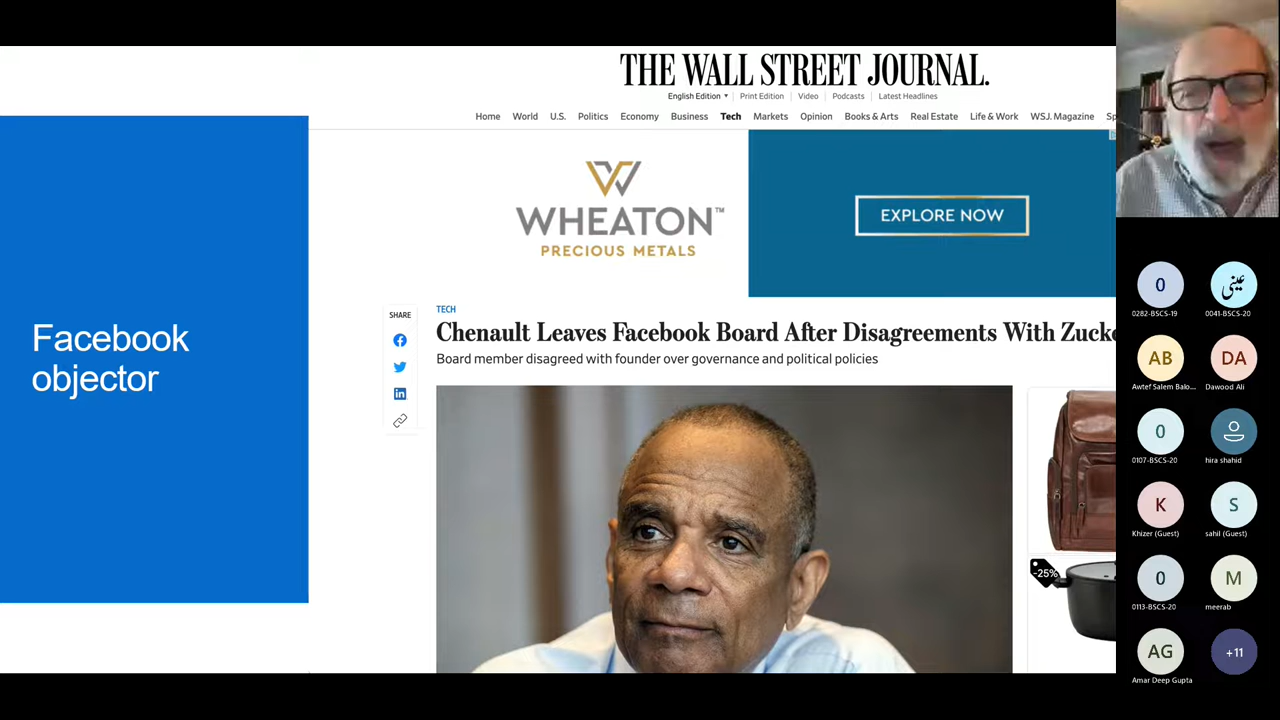 THE WALL STREET JOURNAL.
English Edition ▾ Print Edition Video Podcasts Latest Headlines
Home World U.S. Politics Economy Business Tech Markets Opinion Books & Arts Real Estate Life & Work WSJ. Magazine Sp
WHEATON™
PRECIOUS METALS
EXPLORE NOW
Facebook
objector
SHARE
TECH
Chenault Leaves Facebook Board After Disagreements With Zucke
Board member disagreed with founder over governance and political policies
-25%
0
0282-BSCS-19
عینی
0041-BSCS-20
AB
Awtef Salem Balo...
DA
Dawood Ali
0
0107-BSCS-20
hira shahid
K
Khizer (Guest)
S
sahil (Guest)
0
0113-BSCS-20
M
meerab
AG
Amar Deep Gupta
+11